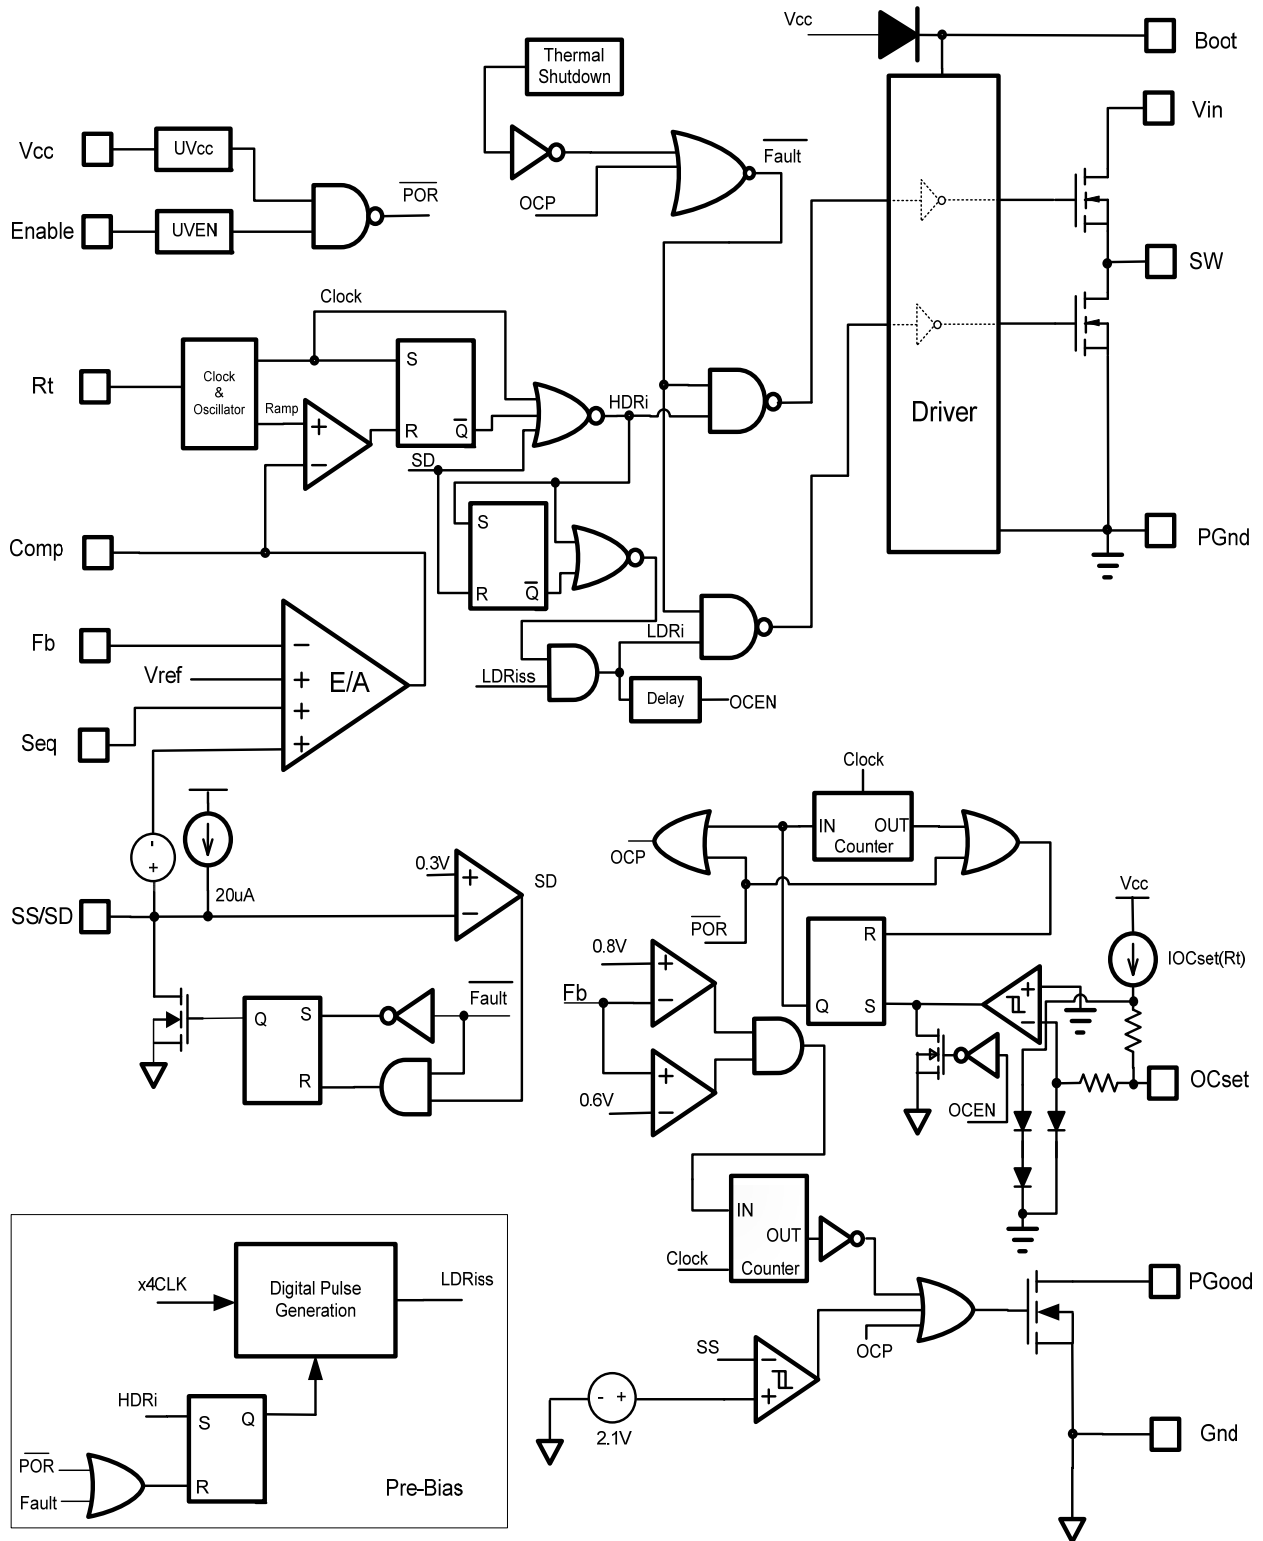 Vcc
Boot
Thermal
Shutdown
Vin
Vcc
UVcc
Fault
POR
OCP
Enable
UVEN
SW
Clock
Rt
Clock
&
Oscillator
Ramp
S
R
Q
HDRi
Driver
SD
S
R
Q
Comp
PGnd
Fb
Vref
E/A
LDRi
LDRiss
Delay
OCEN
Seq
Clock
IN
OUT
Counter
OCP
0.3V
SD
20uA
Vcc
SS/SD
POR
R
0.8V
IOCset(Rt)
Fb
Fault
Q
S
Q
S
R
OCset
0.6V
OCEN
IN
OUT
Clock
Counter
x4CLK
Digital Pulse
Generation
LDRiss
PGood
SS
OCP
HDRi
S
Q
2.1V
Gnd
POR
R
Fault
Pre-Bias